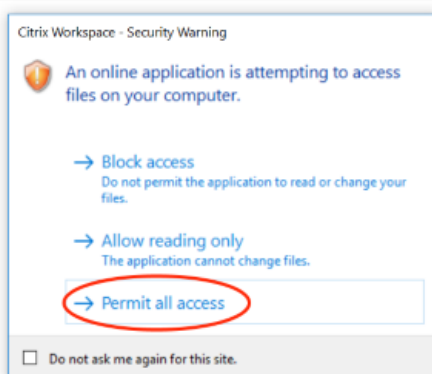 Citrix Workspace - Security Warning
An online application is attempting to access
files on your computer.
→ Block access
Do not permit the application to read or change your
files.
→ Allow reading only
The application cannot change files.
→ Permit all access
Do not ask me again for this site.